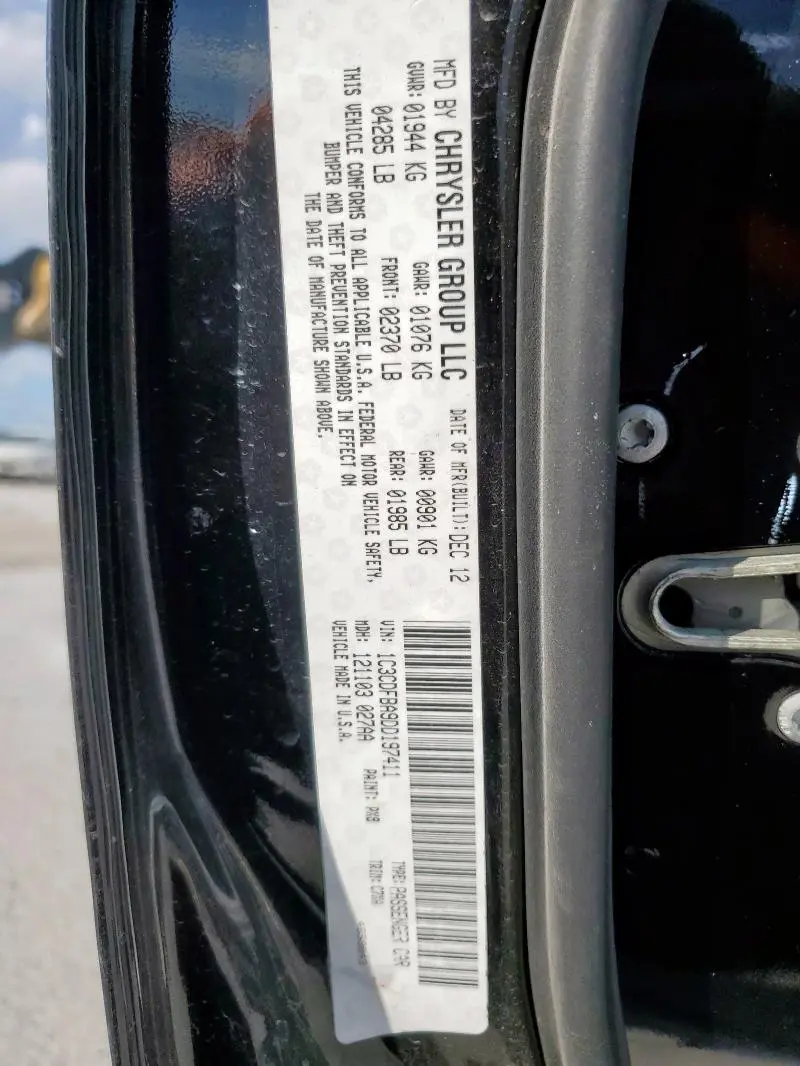 MFD BY CHRYSLER GROUP LLC DATE OF MFR(BUILT): DEC 12
GVWR: 01944 KG GAWR: 01076 KG GAWR: 00901 KG
04285 LB FRONT: 02370 LB REAR: 01985 LB
THIS VEHICLE CONFORMS TO ALL APPLICABLE U.S.A. FEDERAL MOTOR VEHICLE SAFETY,
BUMPER AND THEFT PREVENTION STANDARDS IN EFFECT ON
THE DATE OF MANUFACTURE SHOWN ABOVE.
VIN: 1C3CDFBA9DD197411 TYPE: PASSENGER CAR
MDH: 121103 027AA PAINT: PX8 TRIM: C7XA
VEHICLE MADE IN U.S.A.